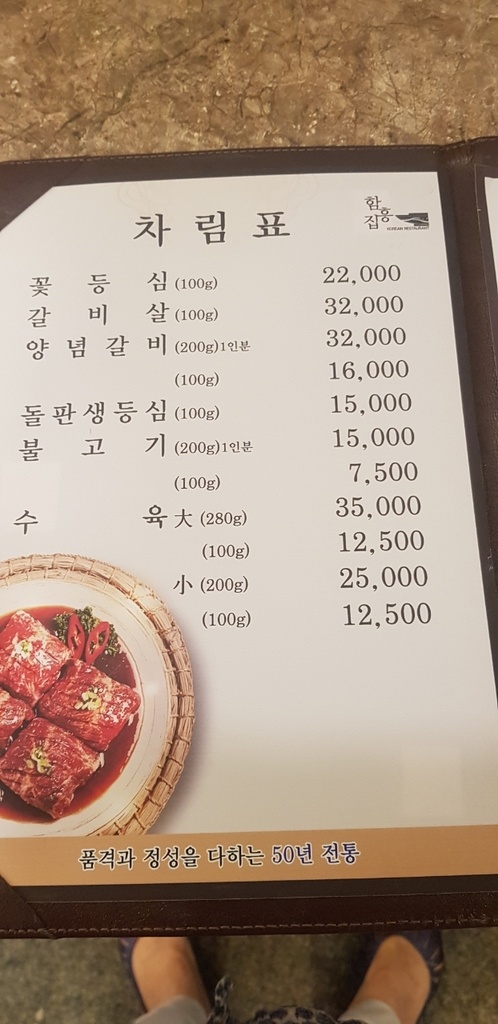 차림표
함흥집
KOREAN RESTAURANT
꽃 등 심 (100g) 22,000
갈 비 살 (100g) 32,000
양 념 갈 비 (200g)1인분 32,000
(100g) 16,000
돌판생등심 (100g) 15,000
불 고 기 (200g)1인분 15,000
(100g) 7,500
수 육 大 (280g) 35,000
(100g) 12,500
小 (200g) 25,000
(100g) 12,500
품격과 정성을 다하는 50년 전통